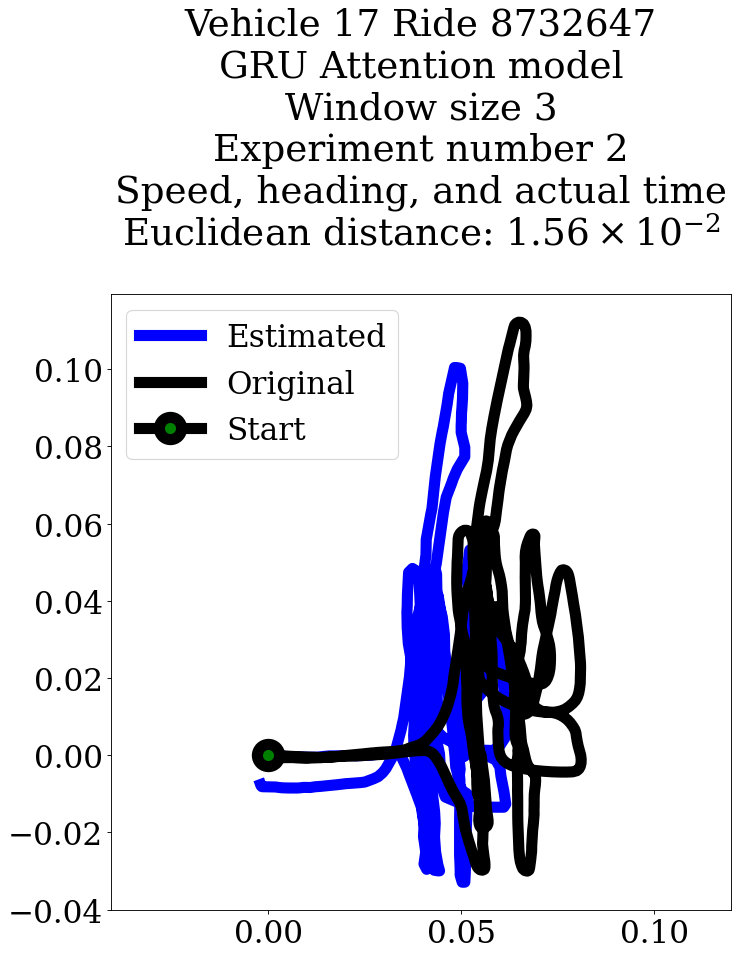 Vehicle 17 Ride 8732647
GRU Attention model
Window size 3
Experiment number 2
Speed, heading, and actual time
Euclidean distance: 1.56 × 10⁻²
Estimated
Original
Start
0.10
0.08
0.06
0.04
0.02
0.00
−0.02
−0.04
0.00 0.05 0.10